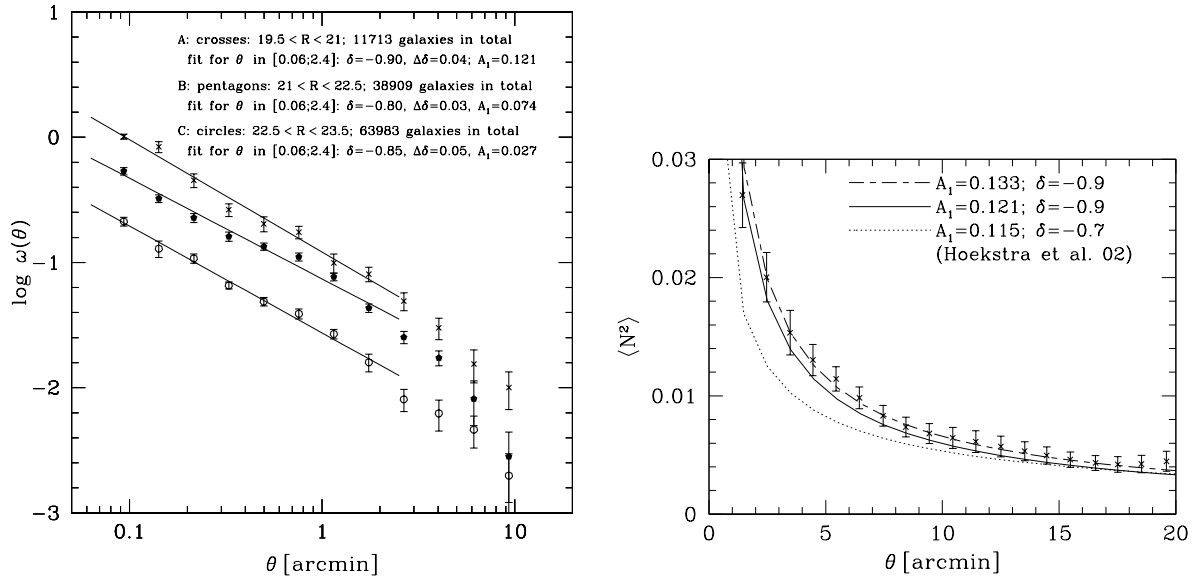 1
0
−1
−2
−3
log ω(θ)
A: crosses: 19.5 < R < 21; 11713 galaxies in total
fit for θ in [0.06;2.4]: δ=−0.90, Δδ=0.04; A₁=0.121
B: pentagons: 21 < R < 22.5; 38909 galaxies in total
fit for θ in [0.06;2.4]: δ=−0.80, Δδ=0.03, A₁=0.074
C: circles: 22.5 < R < 23.5; 63983 galaxies in total
fit for θ in [0.06;2.4]: δ=−0.85, Δδ=0.05, A₁=0.027
0.1 1 10
θ [arcmin]
0.03
0.02
0.01
0
⟨N²⟩
A₁=0.133; δ=−0.9
A₁=0.121; δ=−0.9
A₁=0.115; δ=−0.7
(Hoekstra et al. 02)
0 5 10 15 20
θ [arcmin]